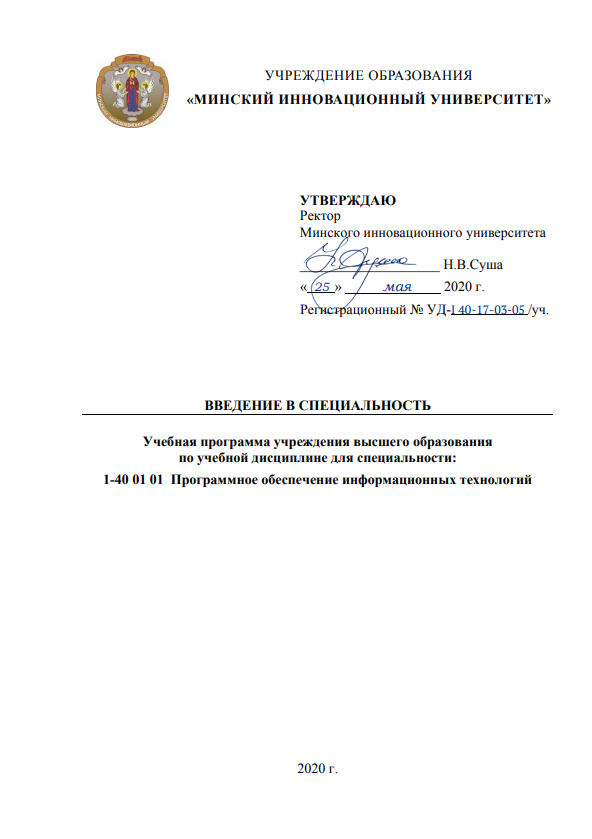 УЧРЕЖДЕНИЕ ОБРАЗОВАНИЯ
«МИНСКИЙ ИННОВАЦИОННЫЙ УНИВЕРСИТЕТ»
УТВЕРЖДАЮ
Ректор
Минского инновационного университета
Н.В.Суша
«25» мая 2020 г.
Регистрационный № УД-I 40-17-03-05 /уч.
ВВЕДЕНИЕ В СПЕЦИАЛЬНОСТЬ
Учебная программа учреждения высшего образования
по учебной дисциплине для специальности:
1-40 01 01 Программное обеспечение информационных технологий
2020 г.